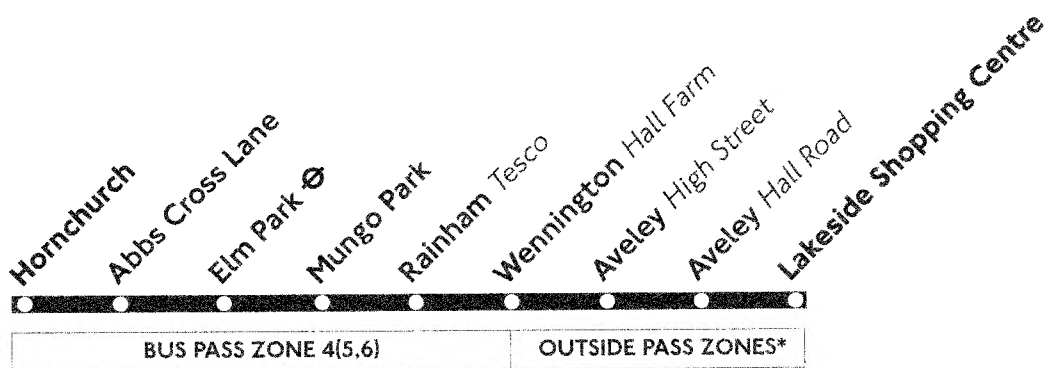 Hornchurch
Abbs Cross Lane
Elm Park
Mungo Park
Rainham Tesco
Wennington Hall Farm
Aveley High Street
Aveley Hall Road
Lakeside Shopping Centre
BUS PASS ZONE 4(5,6)
OUTSIDE PASS ZONES*